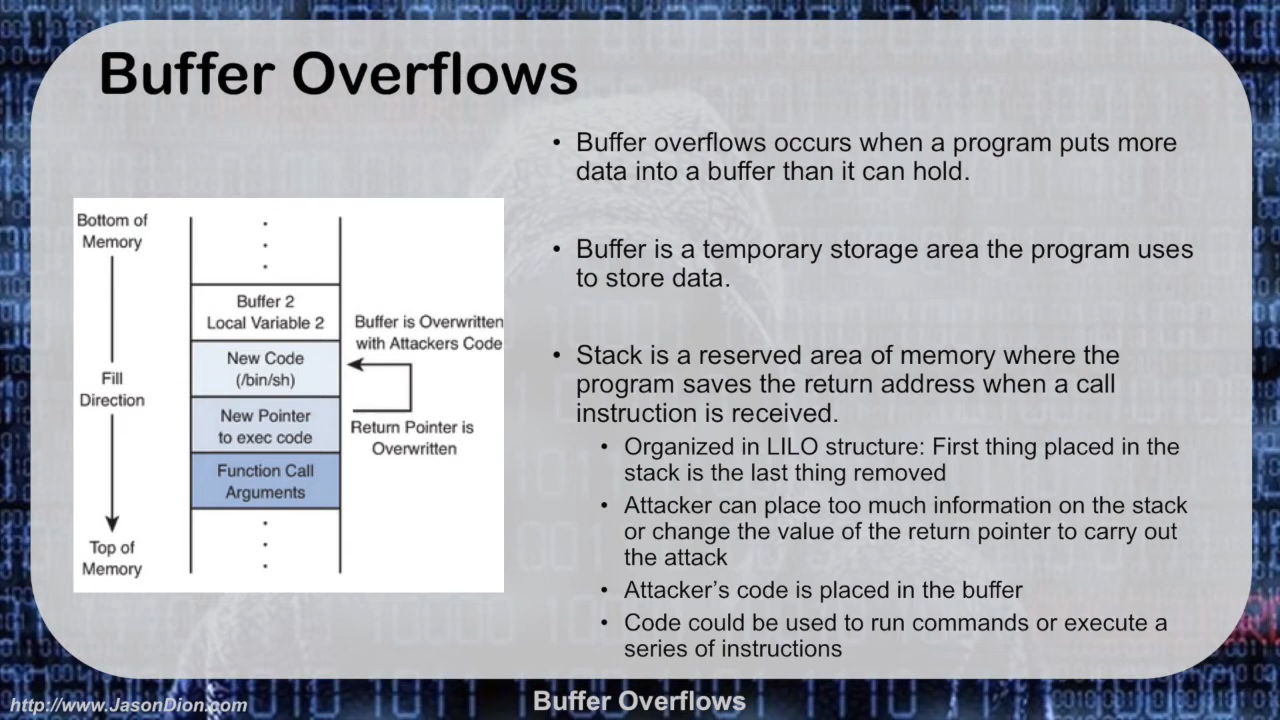 Buffer Overflows
Bottom of
Memory
Fill
Direction
Top of
Memory
Buffer 2
Local Variable 2
New Code
(/bin/sh)
New Pointer
to exec code
Function Call
Arguments
Buffer is Overwritten
with Attackers Code
Return Pointer is
Overwritten
• Buffer overflows occurs when a program puts more
data into a buffer than it can hold.
• Buffer is a temporary storage area the program uses
to store data.
• Stack is a reserved area of memory where the
program saves the return address when a call
instruction is received.
• Organized in LILO structure: First thing placed in the
stack is the last thing removed
• Attacker can place too much information on the stack
or change the value of the return pointer to carry out
the attack
• Attacker’s code is placed in the buffer
• Code could be used to run commands or execute a
series of instructions
http://www.JasonDion.com
Buffer Overflows